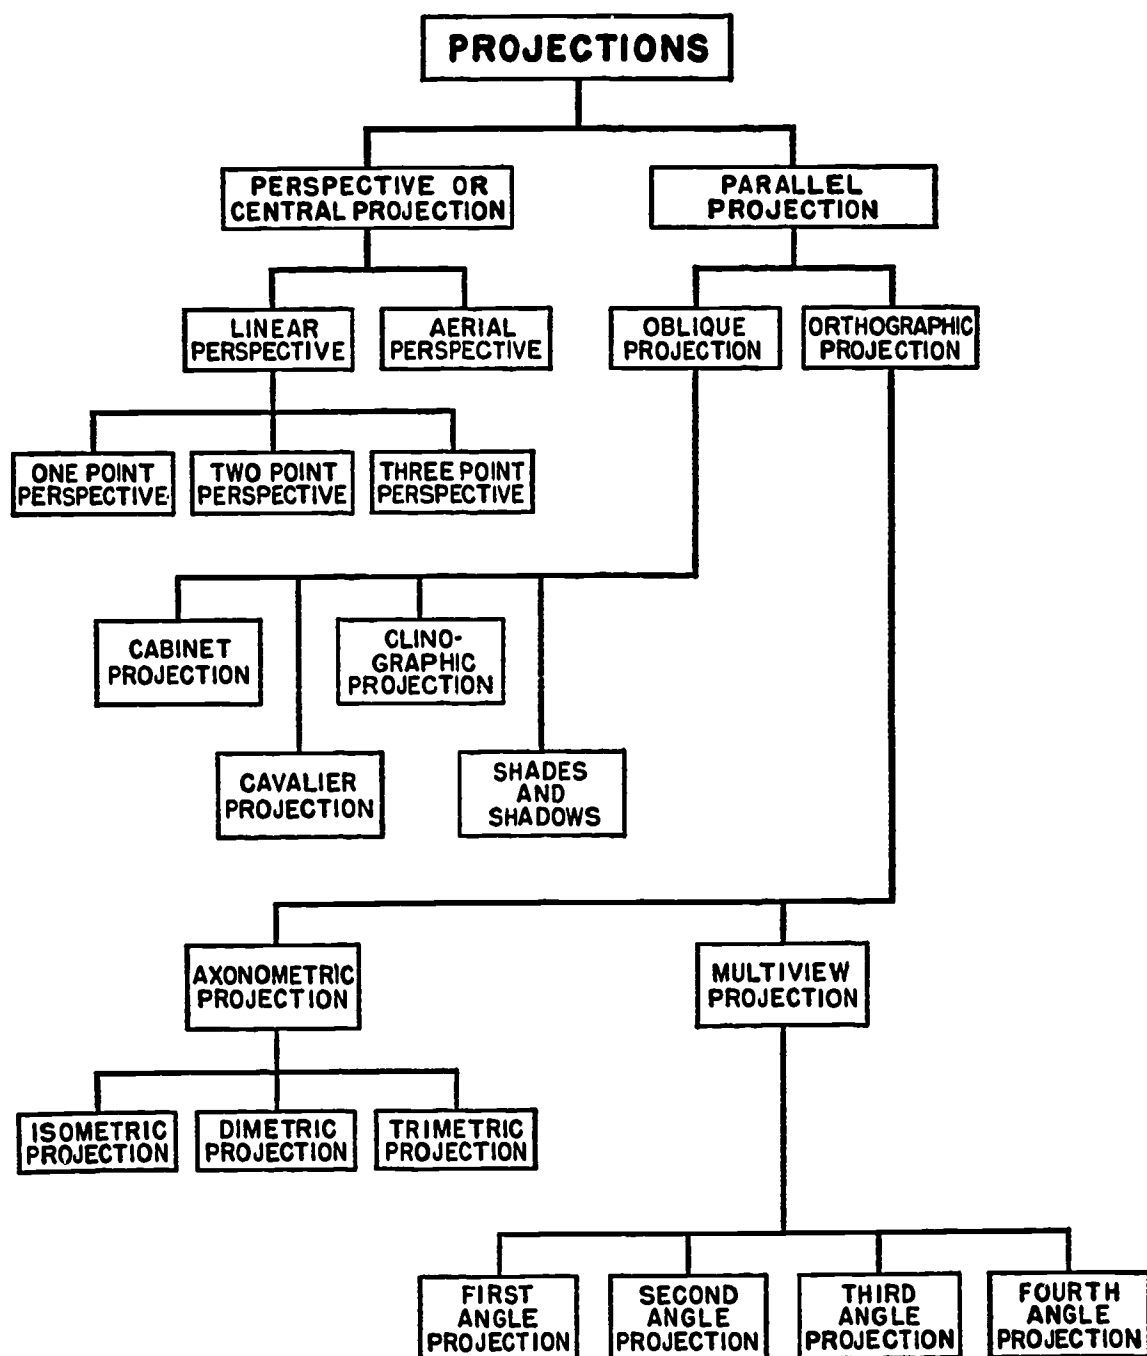 PROJECTIONS
PERSPECTIVE OR
CENTRAL PROJECTION
PARALLEL
PROJECTION
LINEAR
PERSPECTIVE
AERIAL
PERSPECTIVE
OBLIQUE
PROJECTION
ORTHOGRAPHIC
PROJECTION
ONE POINT
PERSPECTIVE
TWO POINT
PERSPECTIVE
THREE POINT
PERSPECTIVE
CABINET
PROJECTION
CLINO-
GRAPHIC
PROJECTION
CAVALIER
PROJECTION
SHADES
AND
SHADOWS
AXONOMETRIC
PROJECTION
MULTIVIEW
PROJECTION
ISOMETRIC
PROJECTION
DIMETRIC
PROJECTION
TRIMETRIC
PROJECTION
FIRST
ANGLE
PROJECTION
SECOND
ANGLE
PROJECTION
THIRD
ANGLE
PROJECTION
FOURTH
ANGLE
PROJECTION